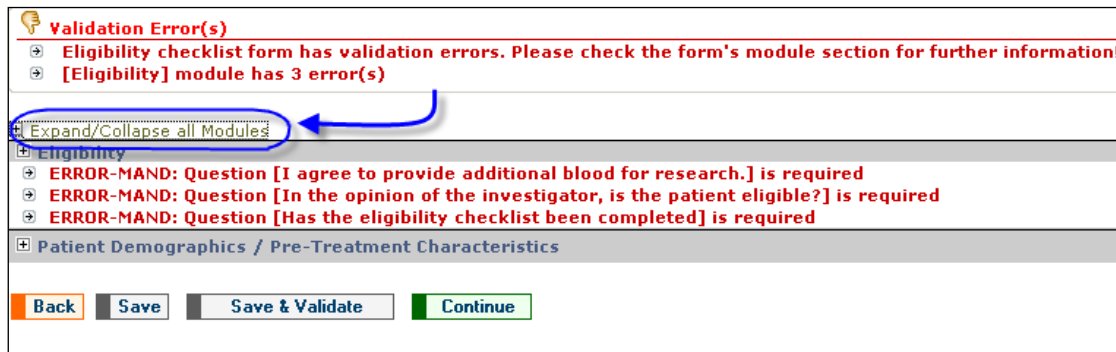 Validation Error(s)
Eligibility checklist form has validation errors. Please check the form's module section for further information!
[Eligibility] module has 3 error(s)
Expand/Collapse all Modules
Eligibility
ERROR-MAND: Question [I agree to provide additional blood for research.] is required
ERROR-MAND: Question [In the opinion of the investigator, is the patient eligible?] is required
ERROR-MAND: Question [Has the eligibility checklist been completed] is required
Patient Demographics / Pre-Treatment Characteristics
Back Save Save & Validate Continue